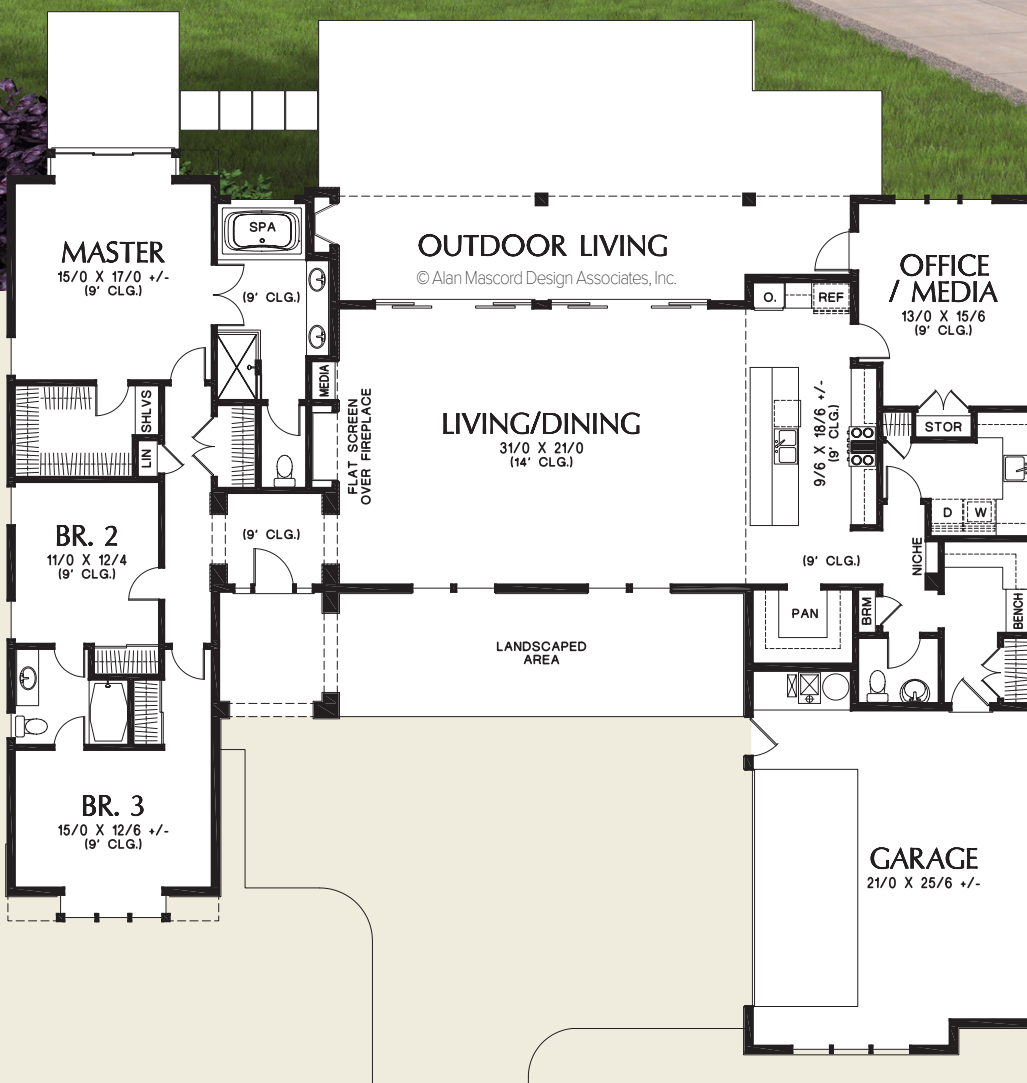 SPA
MASTER
15/0 X 17/0 +/-
(9' CLG.)
(9' CLG.)
OUTDOOR LIVING
© Alan Mascord Design Associates, Inc.
OFFICE
/ MEDIA
13/0 X 15/6
(9' CLG.)
O.
REF
MEDIA
SHLVS
LIN
FLAT SCREEN
OVER FIREPLACE
LIVING/DINING
31/0 X 21/0
(14' CLG.)
9/6 X 18/6 +/-
(9' CLG.)
STOR
D
W
BR. 2
11/0 X 12/4
(9' CLG.)
(9' CLG.)
(9' CLG.)
NICHE
PAN
BRM
BENCH
LANDSCAPED
AREA
BR. 3
15/0 X 12/6 +/-
(9' CLG.)
GARAGE
21/0 X 25/6 +/-